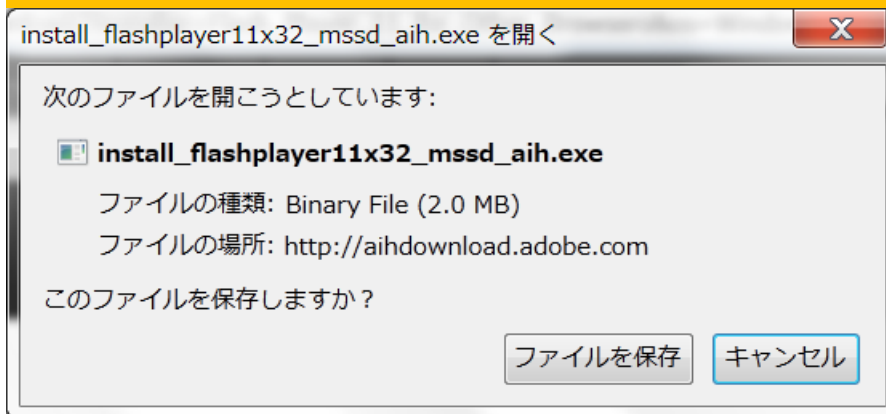 install_flashplayer11x32_mssd_aih.exe を開く
次のファイルを開こうとしています:
install_flashplayer11x32_mssd_aih.exe
ファイルの種類: Binary File (2.0 MB)
ファイルの場所: http://aihdownload.adobe.com
このファイルを保存しますか？
ファイルを保存 キャンセル